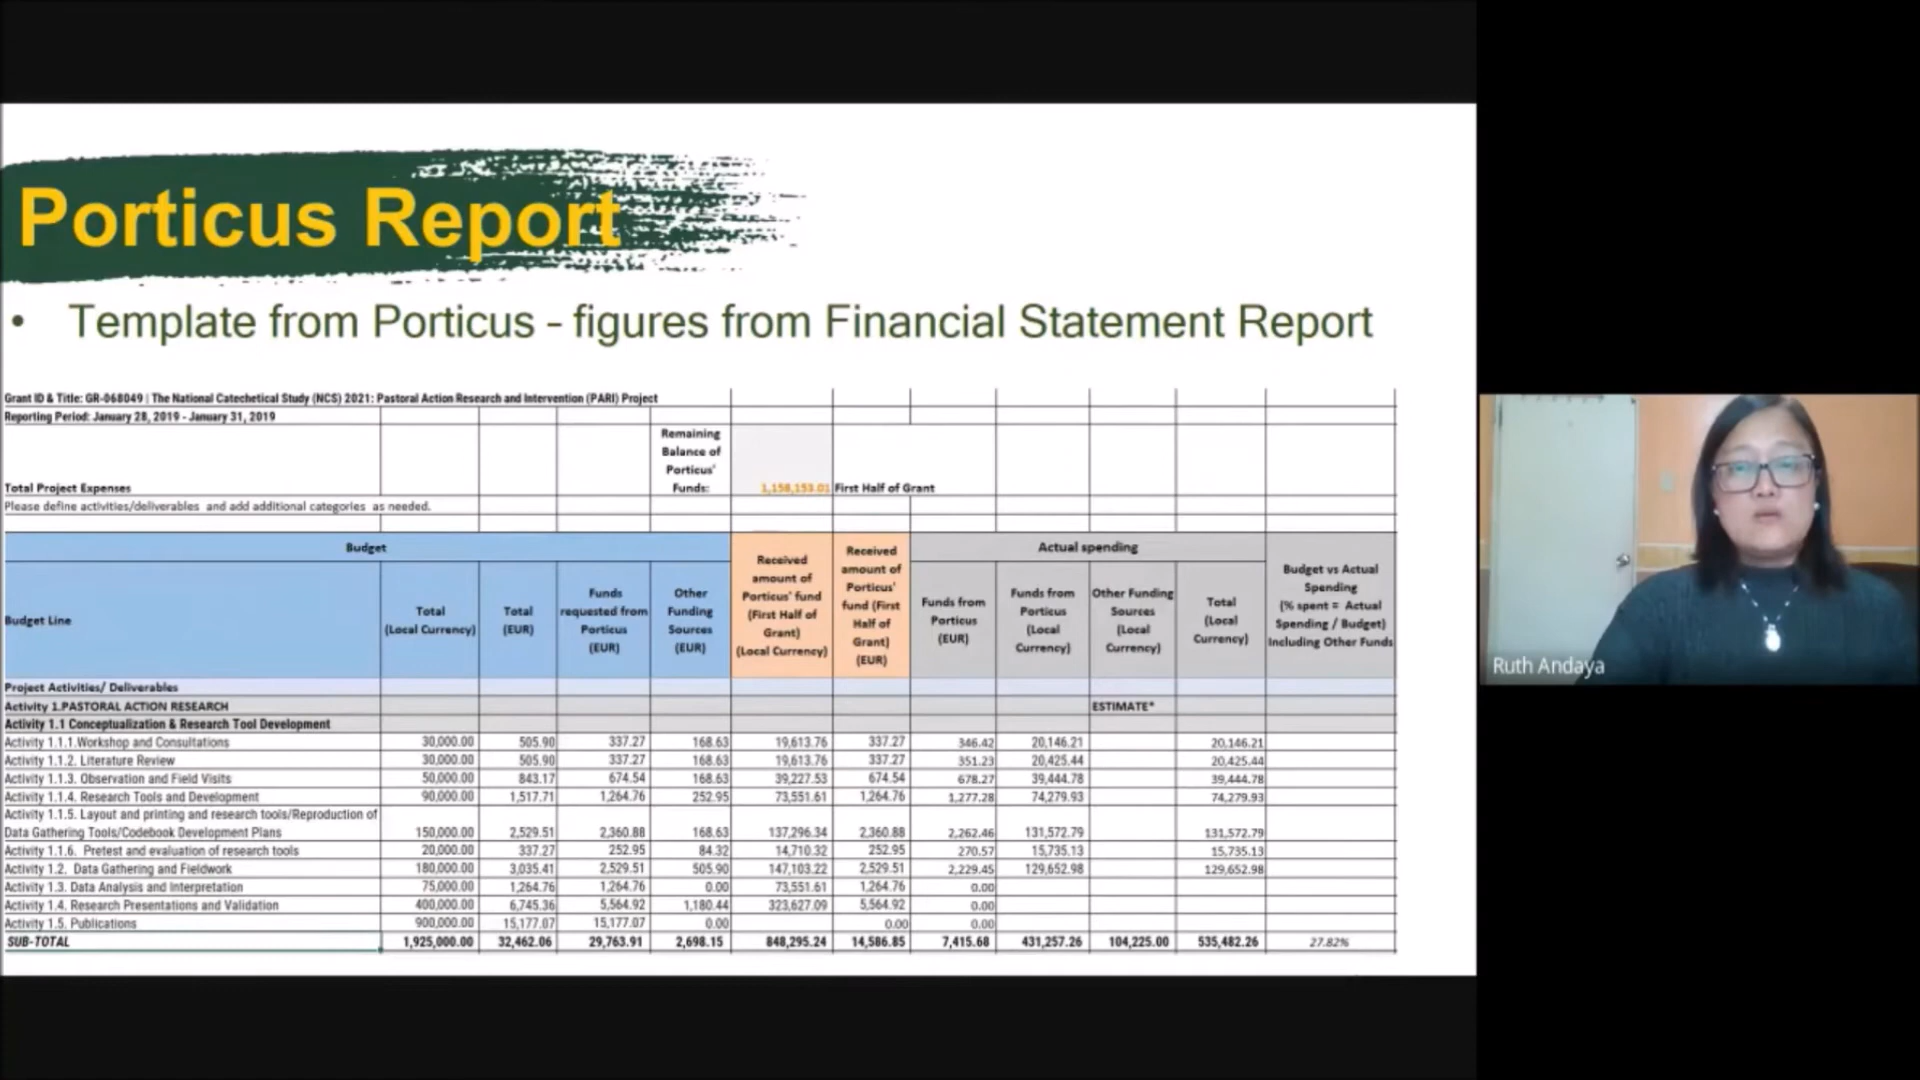 Porticus Report
• Template from Porticus - figures from Financial Statement Report
Grant ID & Title: GR-068049 | The National Catechetical Study (NCS) 2021: Pastoral Action Research and Intervention (PARI) Project
Reporting Period: January 28, 2019 - January 31, 2019
Total Project Expenses
Remaining
Balance of
Porticus'
Funds:
1,158,153.01 First Half of Grant
Please define activities/deliverables and add additional categories as needed.
Budget
Actual spending
Budget Line
Total
(Local Currency)
Total
(EUR)
Funds
requested from
Porticus
(EUR)
Other
Funding
Sources
(EUR)
Received
amount of
Porticus' fund
(First Half of
Grant)
(Local Currency)
Received
amount of
Porticus'
fund (First
Half of
Grant)
(EUR)
Funds from
Porticus
(EUR)
Funds from
Porticus
(Local
Currency)
Other Funding
Sources
(Local
Currency)
Total
(Local
Currency)
Budget vs Actual
Spending
(% spent = Actual
Spending / Budget)
Including Other Funds
Project Activities/ Deliverables
Activity 1.PASTORAL ACTION RESEARCH ESTIMATE*
Activity 1.1 Conceptualization & Research Tool Development
Activity 1.1.1.Workshop and Consultations 30,000.00 505.90 337.27 168.63 19,613.76 337.27 346.42 20,146.21 20,146.21
Activity 1.1.2. Literature Review 30,000.00 505.90 337.27 168.63 19,613.76 337.27 351.23 20,425.44 20,425.44
Activity 1.1.3. Observation and Field Visits 50,000.00 843.17 674.54 168.63 39,227.53 674.54 678.27 39,444.78 39,444.78
Activity 1.1.4. Research Tools and Development 90,000.00 1,517.71 1,264.76 252.95 73,551.61 1,264.76 1,277.28 74,279.93 74,279.93
Activity 1.1.5. Layout and printing and research tools/Reproduction of
Data Gathering Tools/Codebook Development Plans 150,000.00 2,529.51 2,360.88 168.63 137,296.34 2,360.88 2,262.46 131,572.79 131,572.79
Activity 1.1.6. Pretest and evaluation of research tools 20,000.00 337.27 252.95 84.32 14,710.32 252.95 270.57 15,735.13 15,735.13
Activity 1.2. Data Gathering and Fieldwork 180,000.00 3,035.41 2,529.51 505.90 147,103.22 2,529.51 2,229.45 129,652.98 129,652.98
Activity 1.3. Data Analysis and Interpretation 75,000.00 1,264.76 1,264.76 0.00 73,551.61 1,264.76 0.00
Activity 1.4. Research Presentations and Validation 400,000.00 6,745.36 5,564.92 1,180.44 323,627.09 5,564.92 0.00
Activity 1.5. Publications 900,000.00 15,177.07 15,177.07 0.00 0.00 0.00
SUB-TOTAL 1,925,000.00 32,462.06 29,763.91 2,698.15 848,295.24 14,586.85 7,415.68 431,257.26 104,225.00 535,482.26 27.82%
Ruth Andaya